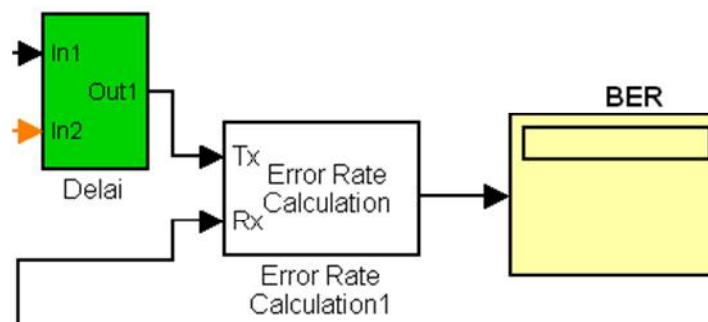 In1
Out1
In2
Delai
Tx
Error Rate
Calculation
Rx
Error Rate
Calculation1
BER